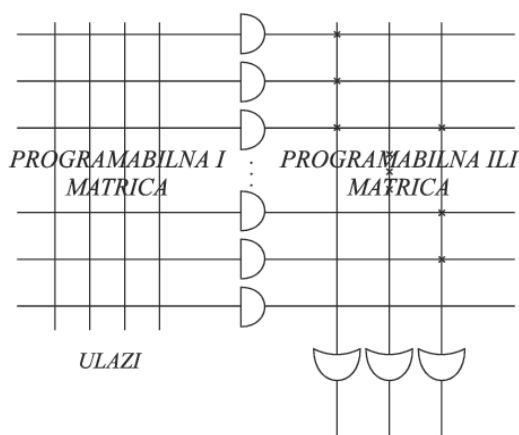 PROGRAMABILNA I
MATRICA
PROGRAMABILNA ILI
MATRICA
ULAZI